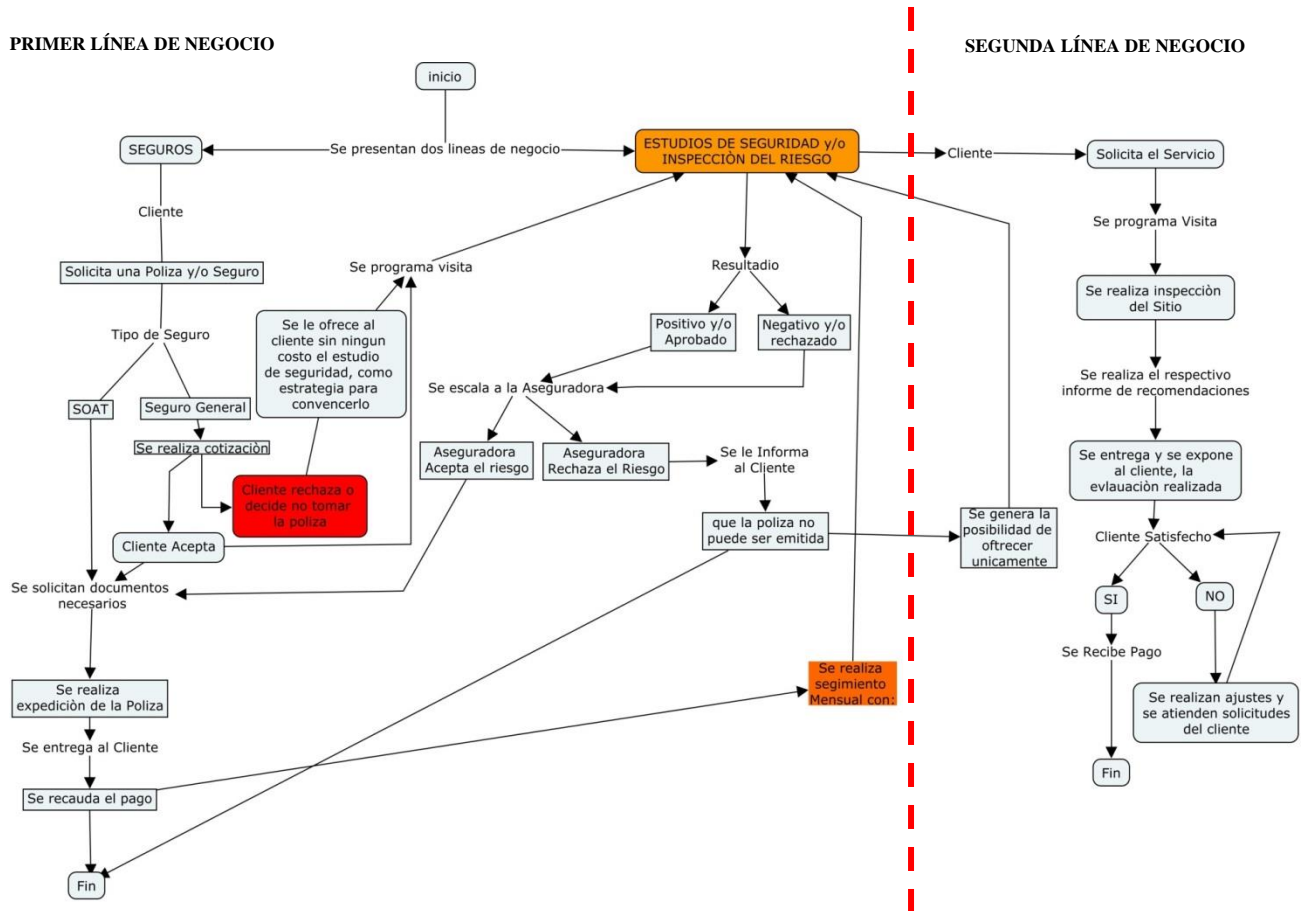 PRIMER LÍNEA DE NEGOCIO
SEGUNDA LÍNEA DE NEGOCIO
inicio
SEGUROS
Se presentan dos lineas de negocio
ESTUDIOS DE SEGURIDAD y/o
INSPECCIÒN DEL RIESGO
Cliente
Solicita el Servicio
Cliente
Solicita una Poliza y/o Seguro
Tipo de Seguro
SOAT
Seguro General
Se realiza cotizaciòn
Cliente rechaza o
decide no tomar
la poliza
Cliente Acepta
Se le ofrece al
cliente sin ningun
costo el estudio
de seguridad, como
estrategia para
convencerlo
Se programa visita
Se solicitan documentos
necesarios
Se realiza
expediciòn de la Poliza
Se entrega al Cliente
Se recauda el pago
Fin
Resultadio
Positivo y/o
Aprobado
Negativo y/o
rechazado
Se escala a la Aseguradora
Aseguradora
Acepta el riesgo
Aseguradora
Rechaza el Riesgo
Se le Informa
al Cliente
que la poliza no
puede ser emitida
Se genera la
posibilidad de
oftrecer
unicamente
Se realiza
segimiento
Mensual con:
Se programa Visita
Se realiza inspecciòn
del Sitio
Se realiza el respectivo
informe de recomendaciones
Se entrega y se expone
al cliente, la
evlauaciòn realizada
Cliente Satisfecho
SI
NO
Se Recibe Pago
Se realizan ajustes y
se atienden solicitudes
del cliente
Fin